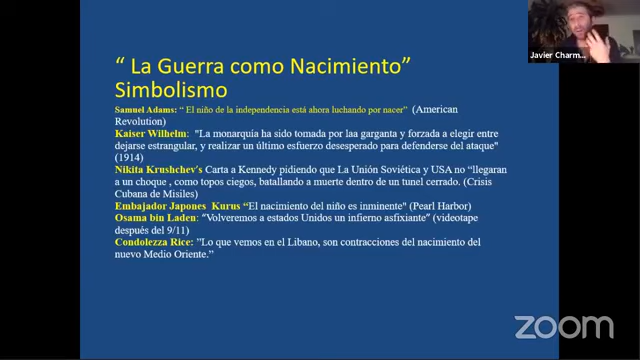 “ La Guerra como Nacimiento”
Simbolismo
Samuel Adams: “ El niño de la independencia está ahora luchando por nacer” (American
Revolution)
Kaiser Wilhelm: "La monarquía ha sido tomada por laa garganta y forzada a elegir entre
dejarse estrangular, y realizar un último esfuerzo desesperado para defenderse del ataque"
(1914)
Nikita Krushchev's Carta a Kennedy pidiendo que La Unión Soviética y USA no “llegaran
a un choque , como topos ciegos, batallando a muerte dentro de un tunel cerrado. (Crisis
Cubana de Misiles)
Embajador Japones Kurus “El nacimiento del niño es inminente" (Pearl Harbor)
Osama bin Laden: “Volveremos a estados Unidos un infierno asfixiante” (videotape
después del 9/11)
Condolezza Rice: ”Lo que vemos en el Libano, son contracciones del nacimiento del
nuevo Medio Oriente.”
Javier Charm...
zoom